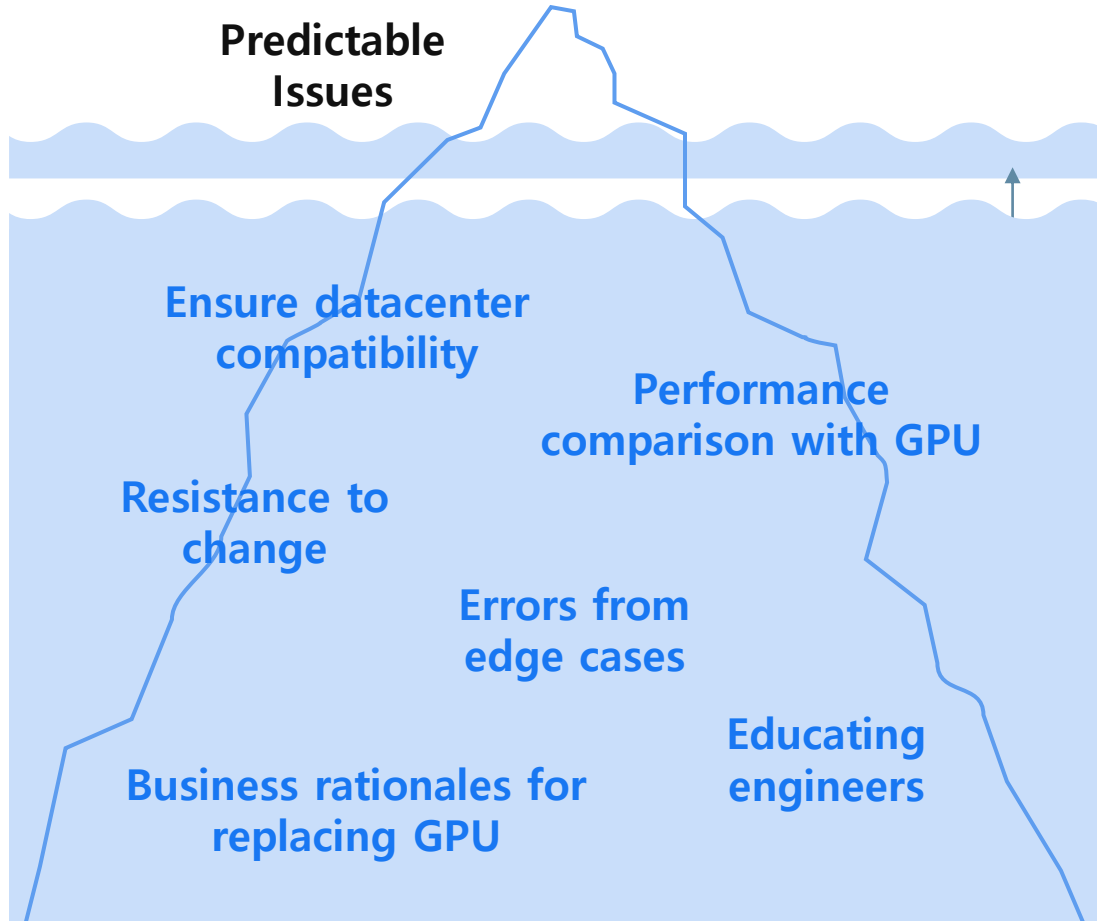 Predictable
Issues
Ensure datacenter
compatibility
Performance
comparison with GPU
Resistance to
change
Errors from
edge cases
Educating
engineers
Business rationales for
replacing GPU